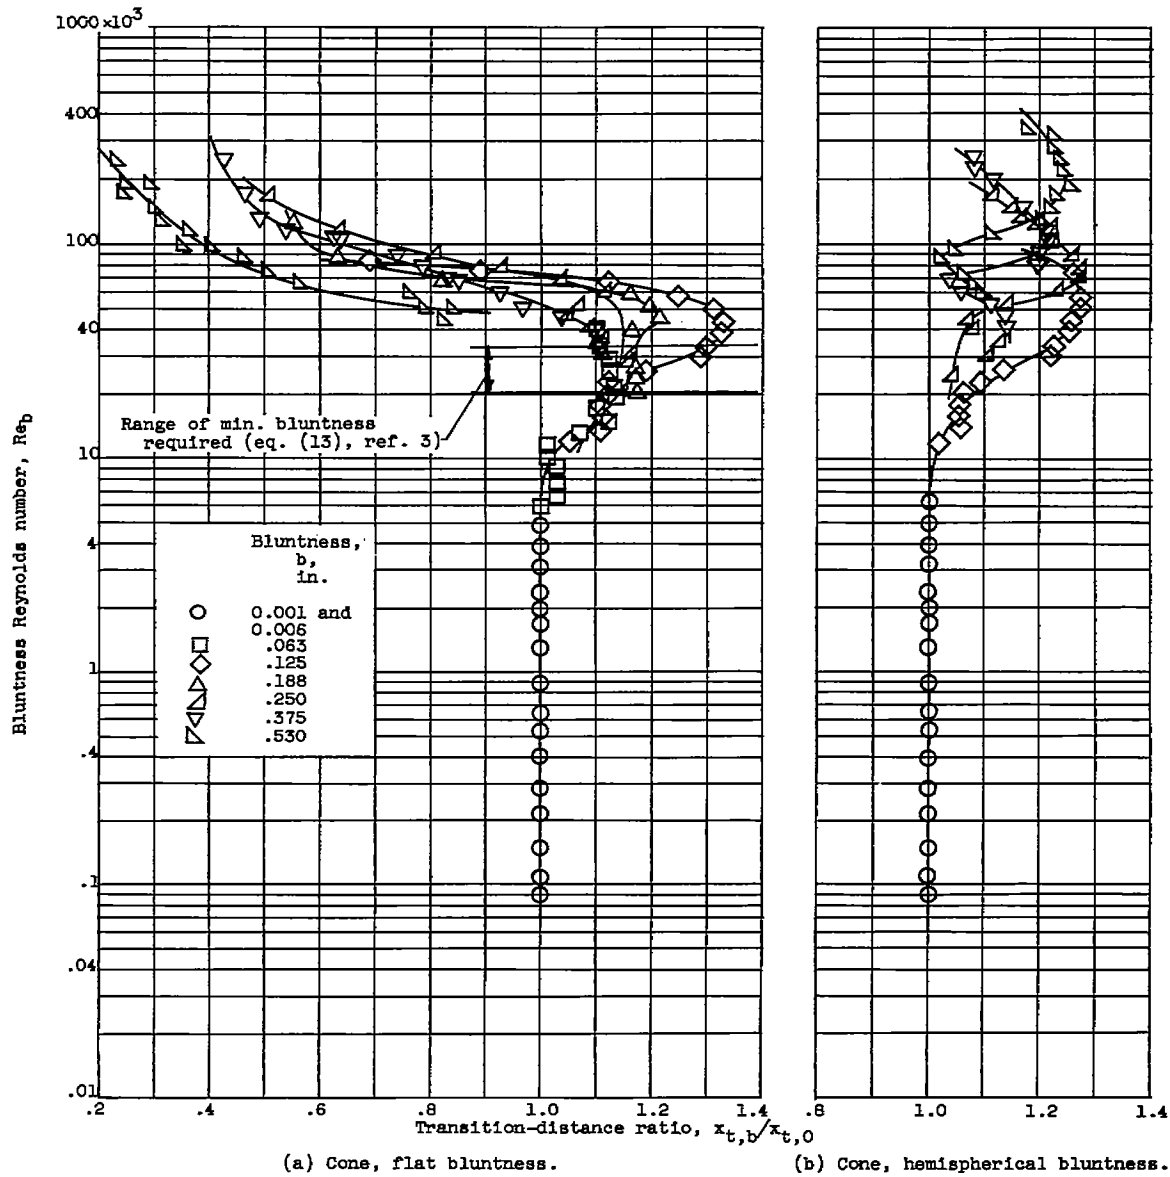 1000×10³
400
100
40
10
4
1
.4
.1
.04
.01
Bluntness Reynolds number, Re_b
Range of min. bluntness
required (eq. (13), ref. 3)
Bluntness,
b,
in.
0.001 and
0.006
.063
.125
.188
.250
.375
.530
.2 .4 .6 .8 1.0 1.2 1.4
.8 1.0 1.2 1.4
Transition-distance ratio, x_t,b/x_t,0
(a) Cone, flat bluntness.
(b) Cone, hemispherical bluntness.